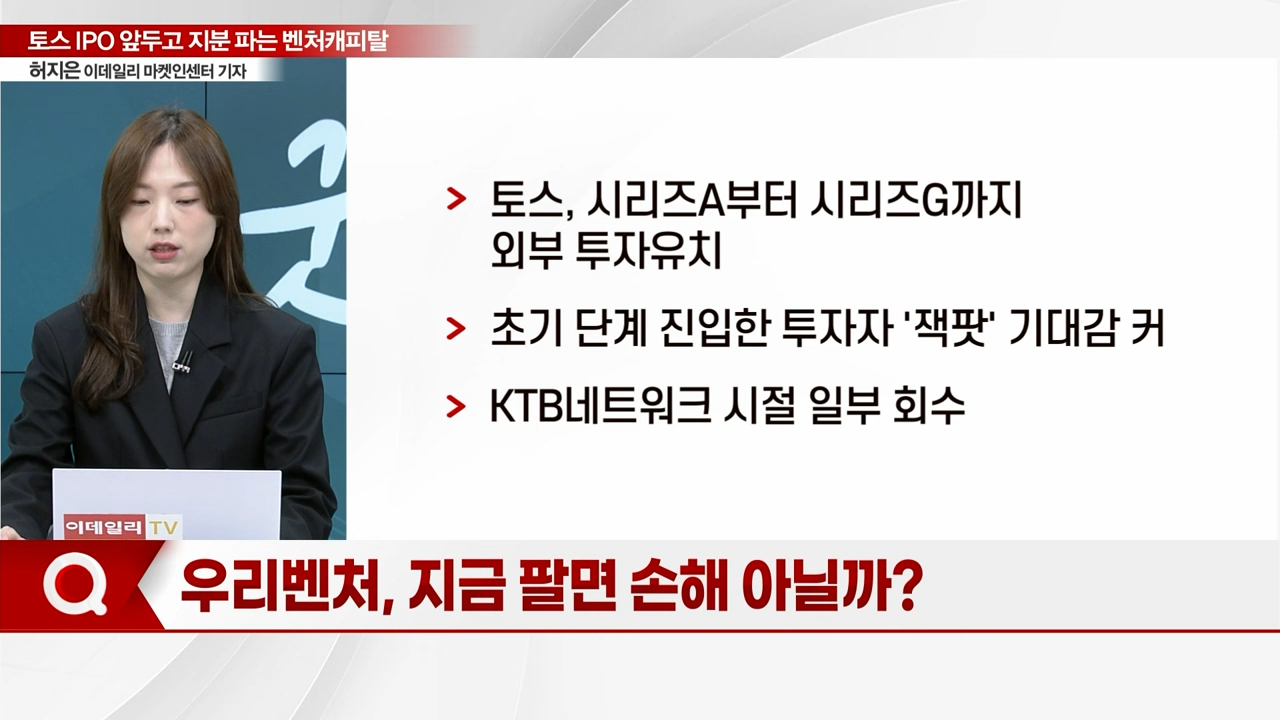 토스 IPO 앞두고 지분 파는 벤처캐피탈
허지은 이데일리 마켓인센터 기자
> 토스, 시리즈A부터 시리즈G까지
외부 투자유치
> 초기 단계 진입한 투자자 '잭팟' 기대감 커
> KTB네트워크 시절 일부 회수
이데일리 TV
Q 우리벤처, 지금 팔면 손해 아닐까?